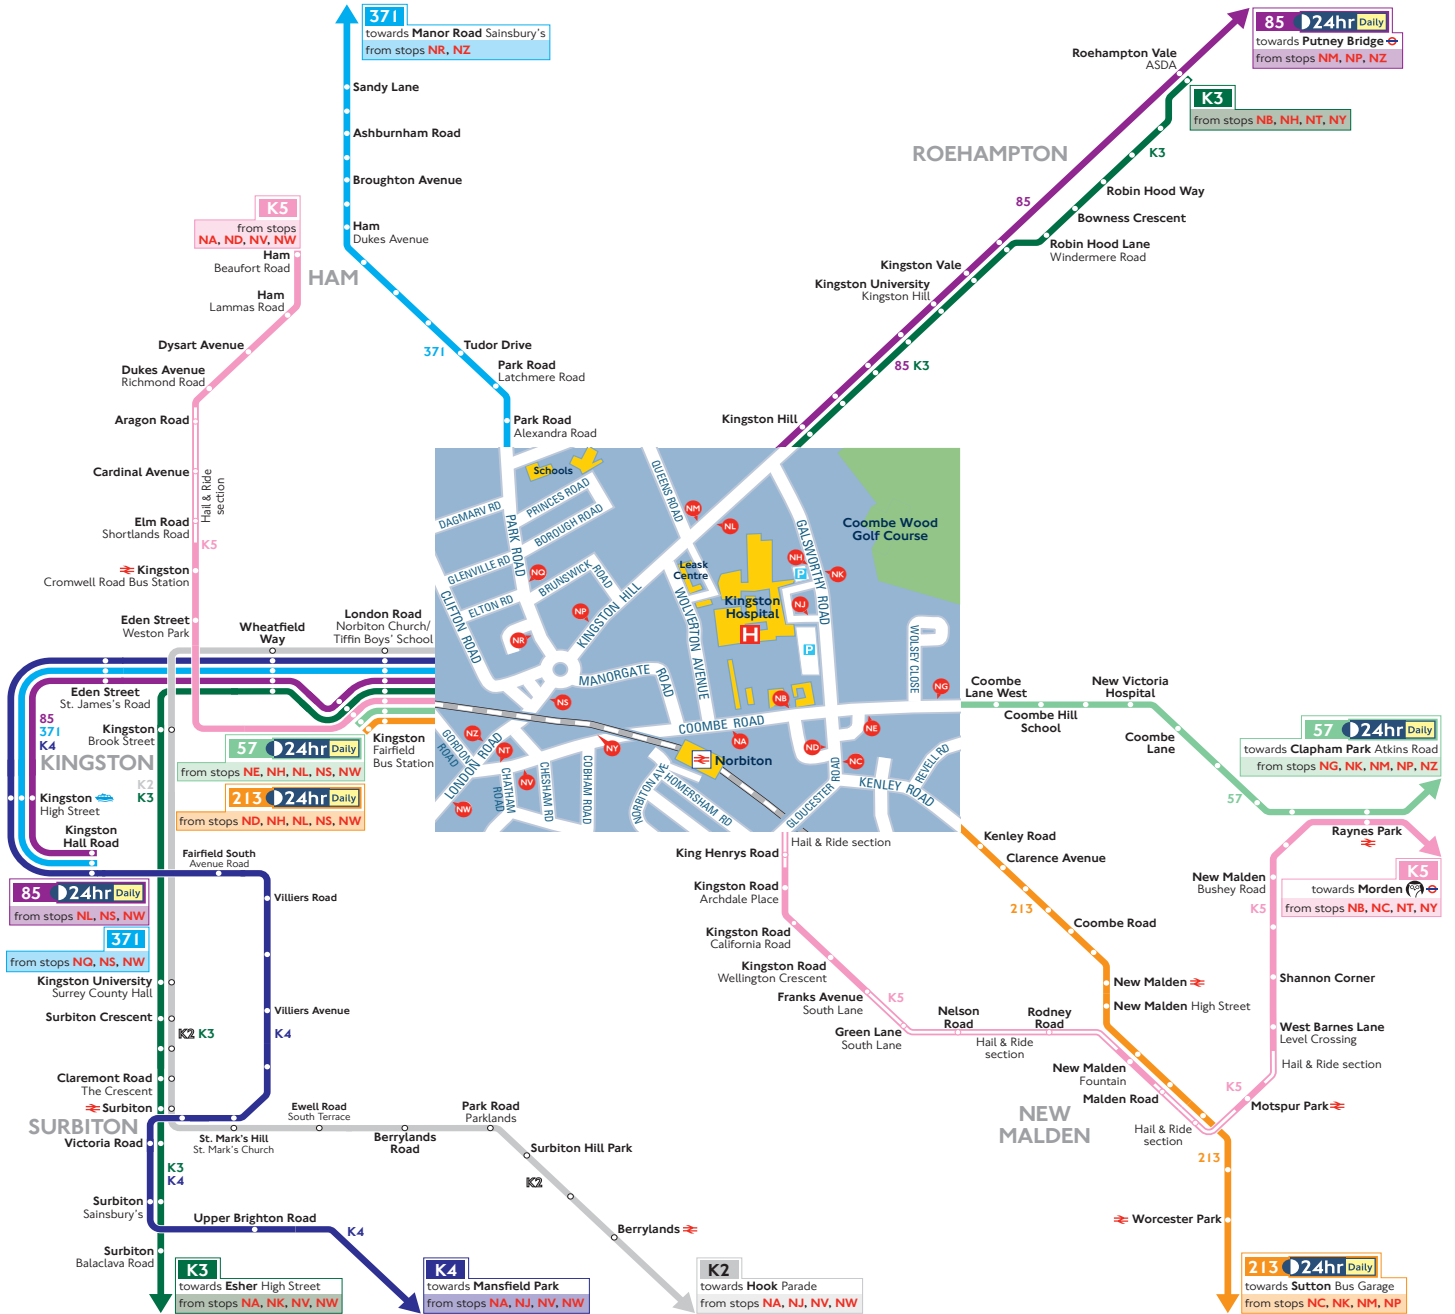 371
towards Manor Road Sainsbury's
from stops NR, NZ
Sandy Lane
Ashburnham Road
Broughton Avenue
Ham
Dukes Avenue
371
Tudor Drive
Park Road
Latchmere Road
Park Road
Alexandra Road
85 24hr Daily
towards Putney Bridge
from stops NM, NP, NZ
Roehampton Vale
ASDA
K3
from stops NB, NH, NT, NY
ROEHAMPTON
K3
85
Robin Hood Way
Bowness Crescent
Robin Hood Lane
Windermere Road
Kingston Vale
Kingston University
Kingston Hill
85 K3
Kingston Hill
K5
from stops
NA, ND, NV, NW
Ham
Beaufort Road
HAM
Ham
Lammas Road
Dysart Avenue
Dukes Avenue
Richmond Road
Aragon Road
Cardinal Avenue
Hail & Ride
section
Elm Road
Shortlands Road
K5
Kingston
Cromwell Road Bus Station
Eden Street
Weston Park
Wheatfield
Way
London Road
Norbiton Church/
Tiffin Boys' School
Eden Street
St. James's Road
85
371
K4
Kingston
Brook Street
KINGSTON
K2
K3
Kingston
High Street
Kingston
Hall Road
Kingston
Fairfield
Bus Station
57 24hr Daily
from stops NE, NH, NL, NS, NW
213 24hr Daily
from stops ND, NH, NL, NS, NW
Fairfield South
Avenue Road
85 24hr Daily
from stops NL, NS, NW
371
from stops NQ, NS, NW
Villiers Road
Kingston University
Surrey County Hall
Surbiton Crescent
K2 K3
Villiers Avenue
K4
Claremont Road
The Crescent
Surbiton
SURBITON
Victoria Road
K3
K4
Surbiton
Sainsbury's
Surbiton
Balaclava Road
St. Mark's Hill
St. Mark's Church
Ewell Road
South Terrace
Berrylands
Road
Park Road
Parklands
Surbiton Hill Park
K2
Berrylands
Upper Brighton Road
K4
K3
towards Esher High Street
from stops NA, NK, NV, NW
K4
towards Mansfield Park
from stops NA, NJ, NV, NW
K2
towards Hook Parade
from stops NA, NJ, NV, NW
Schools
DAGMARV RD
PRINCES ROAD
BOROUGH ROAD
PARK ROAD
GLENVILLE RD
BRUNSWICK
ROAD
ELTON RD
CLIFTON ROAD
QUEENS ROAD
KINGSTON HILL
Leask
Centre
WOLVERTON AVENUE
Kingston
Hospital
H
GALSWORTHY ROAD
Coombe Wood
Golf Course
WOLSEY CLOSE
MANORGATE
ROAD
COOMBE ROAD
GORDON
ROAD
LONDON ROAD
CHATHAM
ROAD
CHESHAM RD
COBHAM ROAD
NORBITON AVE
HOMERSHAM RD
Norbiton
GLOUCESTER
ROAD
KENLEY ROAD
REVELL RD
NM
NL
NH
NK
NJ
NQ
NP
NR
NS
NB
NG
NE
ND
NC
NA
NY
NZ
NT
NV
NW
P
P
Coombe
Lane West
Coombe Hill
School
New Victoria
Hospital
Coombe
Lane
57 24hr Daily
towards Clapham Park Atkins Road
from stops NG, NK, NM, NP, NZ
57
Raynes Park
K5
towards Morden
from stops NB, NC, NT, NY
New Malden
Bushey Road
K5
Shannon Corner
West Barnes Lane
Level Crossing
Hail & Ride section
K5
Motspur Park
Hail & Ride section
King Henrys Road
Kingston Road
Archdale Place
Kingston Road
California Road
Kingston Road
Wellington Crescent
Franks Avenue
South Lane
K5
Green Lane
South Lane
Nelson
Road
Hail & Ride
section
Rodney
Road
New Malden
Fountain
Malden Road
Hail & Ride
section
NEW
MALDEN
Kenley Road
Clarence Avenue
213
Coombe Road
New Malden
New Malden High Street
213
Worcester Park
213 24hr Daily
towards Sutton Bus Garage
from stops NC, NK, NM, NP